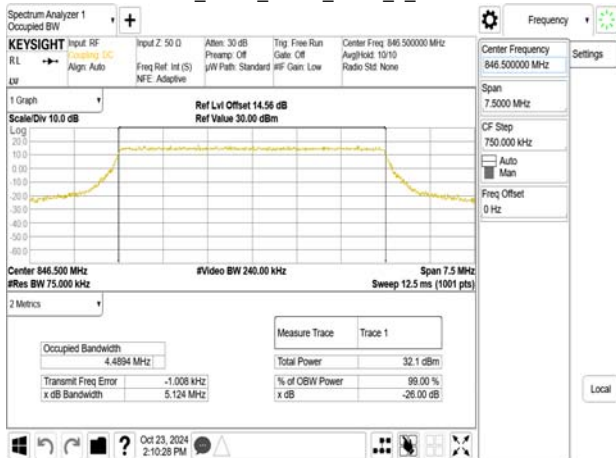 Spectrum Analyzer 1
Occupied BW
Frequency
KEYSIGHT
RL
Input: RF
Coupling: DC
Align: Auto
Input Z: 50 Ω
Freq Ref: Int (S)
NFE: Adaptive
Atten: 30 dB
Preamp: Off
µW Path: Standard
Trig: Free Run
Gate: Off
#IF Gain: Low
Center Freq: 846.500000 MHz
Avg|Hold: 10/10
Radio Std: None
1 Graph
Scale/Div 10.0 dB
Ref Lvl Offset 14.56 dB
Ref Value 30.00 dBm
Log
20.0
10.0
0.00
-10.0
-20.0
-30.0
-40.0
-50.0
-60.0
Center 846.500 MHz
#Res BW 75.000 kHz
#Video BW 240.00 kHz
Span 7.5 MHz
Sweep 12.5 ms (1001 pts)
2 Metrics
Measure Trace Trace 1
Occupied Bandwidth
4.4894 MHz
Total Power 32.1 dBm
Transmit Freq Error -1.008 kHz
% of OBW Power 99.00 %
x dB Bandwidth 5.124 MHz
x dB -26.00 dB
Center Frequency
846.500000 MHz
Span
7.5000 MHz
CF Step
750.000 kHz
Auto
Man
Freq Offset
0 Hz
Settings
Local
?
Oct 23, 2024
2:10:28 PM